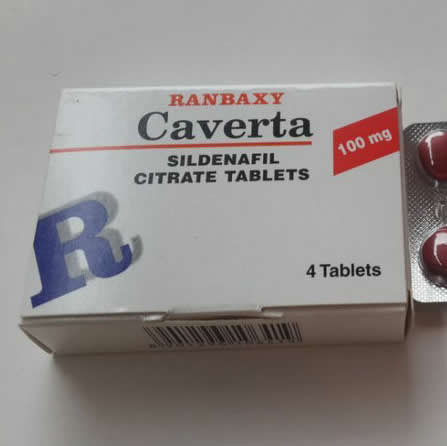 RANBAXY
Caverta
100 mg
SILDENAFIL
CITRATE TABLETS
R
4 Tablets